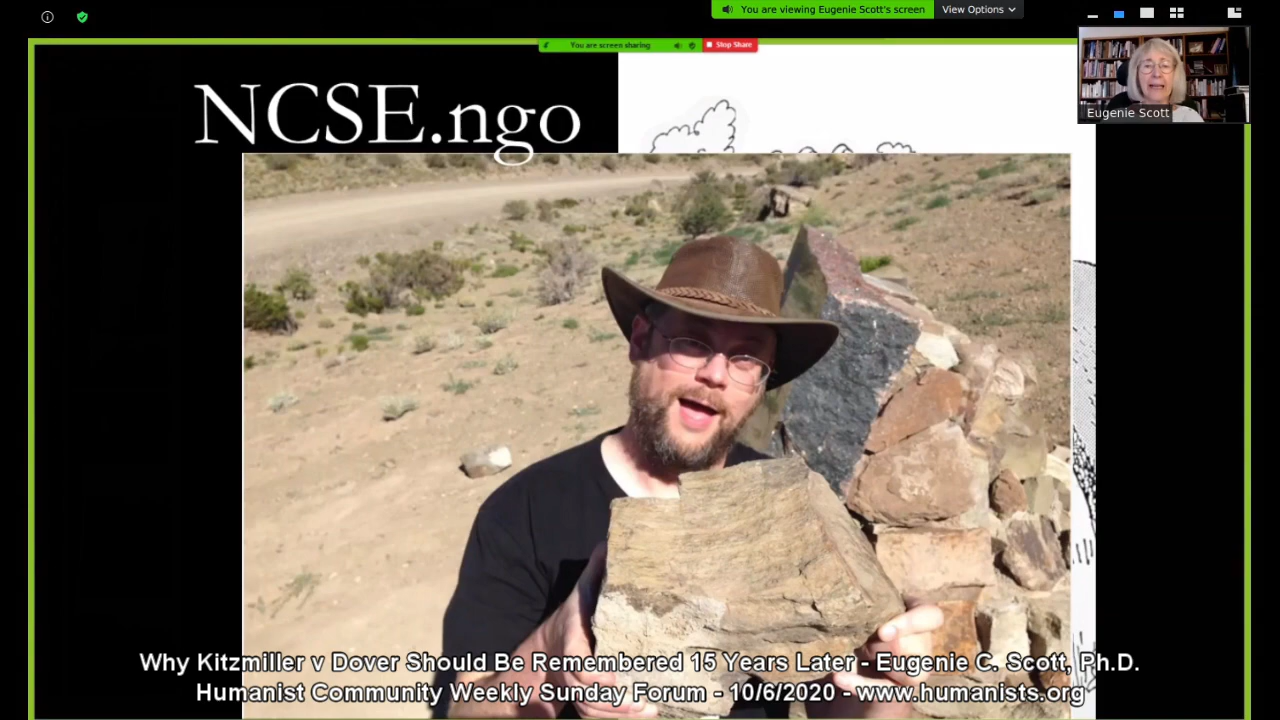 You are viewing Eugenie Scott's screen
View Options
You are screen sharing
Stop Share
NCSE.ngo
Eugenie Scott
Why Kitzmiller v Dover Should Be Remembered 15 Years Later - Eugenie C. Scott, Ph.D.
Humanist Community Weekly Sunday Forum - 10/6/2020 - www.humanists.org